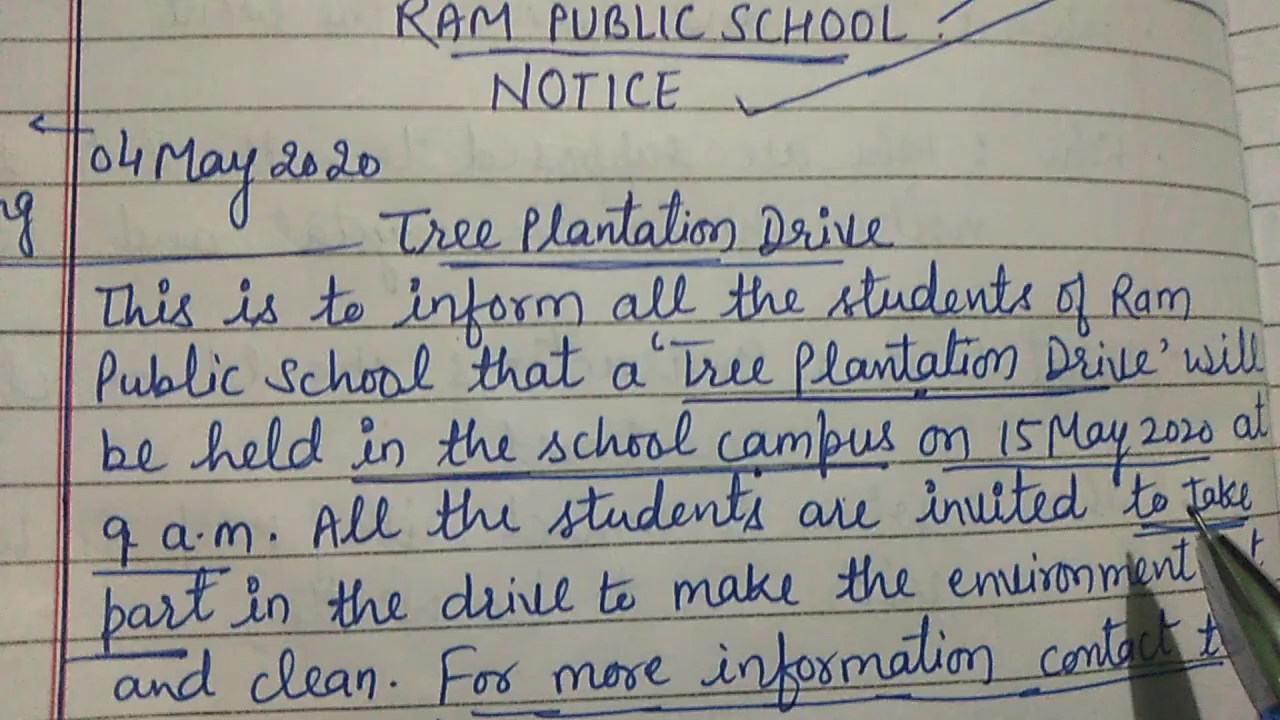 RAM PUBLIC SCHOOL.
NOTICE
04 May 2020
Tree Plantation Drive
This is to inform all the students of Ram
Public School that a 'Tree Plantation Drive' will
be held in the school campus on 15 May 2020 at
9 a.m. All the students are invited to take
part in the drive to make the environment
and clean. For more information contact